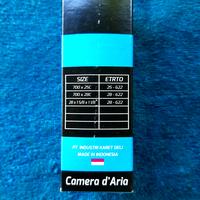 SIZE ETRTO
700 x 25C 25 - 622
700 x 28C 28 - 622
28 x 1 5/8 x 1 1/8" 28 - 622
PT. INDUSTRI KARET DELI
MADE IN INDONESIA
Camera d'Aria